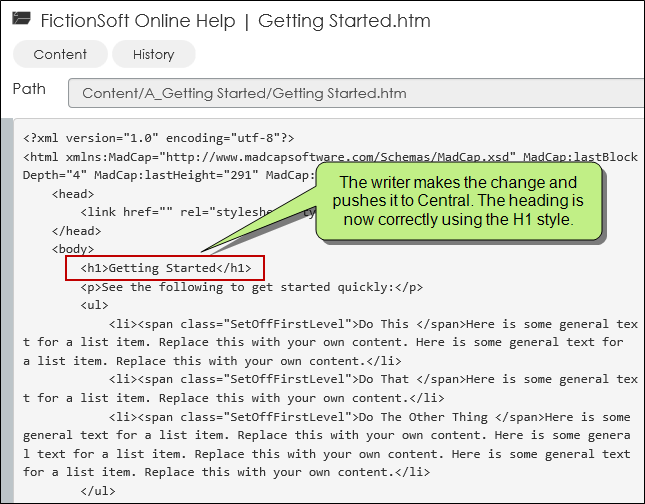 FictionSoft Online Help | Getting Started.htm
Content
History
Path
Content/A_Getting Started/Getting Started.htm
<?xml version="1.0" encoding="utf-8"?>
<html xmlns:MadCap="http://www.madcapsoftware.com/Schemas/MadCap.xsd" MadCap:lastBlock
Depth="4" MadCap:lastHeight="291" MadCap:
<head>
<link href="" rel="styleshe
</head>
<body>
The writer makes the change and
pushes it to Central. The heading is
now correctly using the H1 style.
<h1>Getting Started</h1>
<p>See the following to get started quickly:</p>
<ul>
<li><span class="SetOffFirstLevel">Do This </span>Here is some general tex
t for a list item. Replace this with your own content. Here is some general text for
a list item. Replace this with your own content.</li>
<li><span class="SetOffFirstLevel">Do That </span>Here is some general tex
t for a list item. Replace this with your own content.</li>
<li><span class="SetOffFirstLevel">Do The Other Thing </span>Here is some
general text for a list item. Replace this with your own content. Here is some genera
l text for a list item. Replace this with your own content. Here is some general text
for a list item. Replace this with your own content.</li>
</ul>